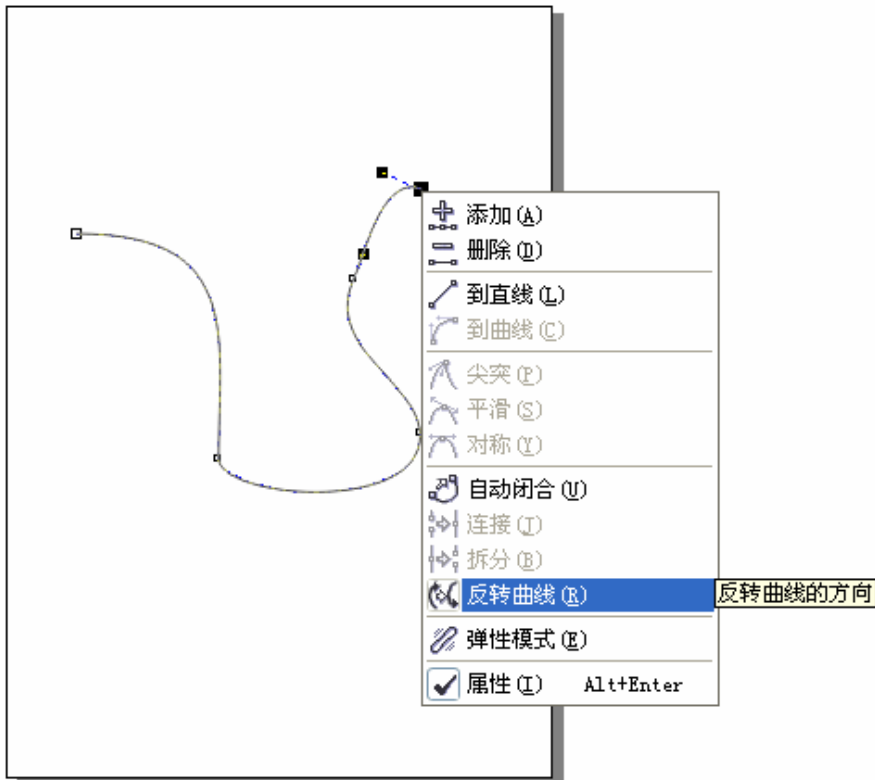 添加(A)
删除(D)
到直线(L)
到曲线(C)
尖突(P)
平滑(S)
对称(Y)
自动闭合(U)
连接(J)
拆分(B)
反转曲线(R)
反转曲线的方向
弹性模式(E)
属性(I) Alt+Enter